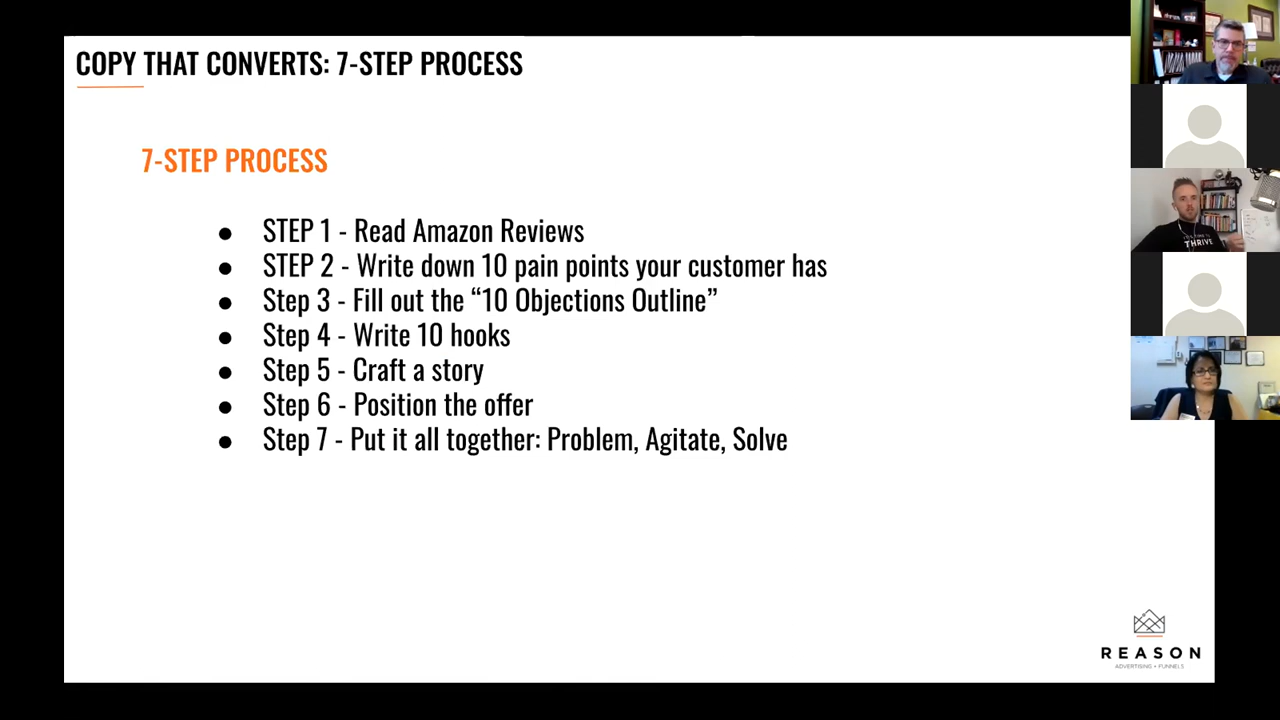 COPY THAT CONVERTS: 7-STEP PROCESS
7-STEP PROCESS
● STEP 1 - Read Amazon Reviews
● STEP 2 - Write down 10 pain points your customer has
● Step 3 - Fill out the “10 Objections Outline”
● Step 4 - Write 10 hooks
● Step 5 - Craft a story
● Step 6 - Position the offer
● Step 7 - Put it all together: Problem, Agitate, Solve
THRIVE
REASON
ADVERTISING + FUNNELS